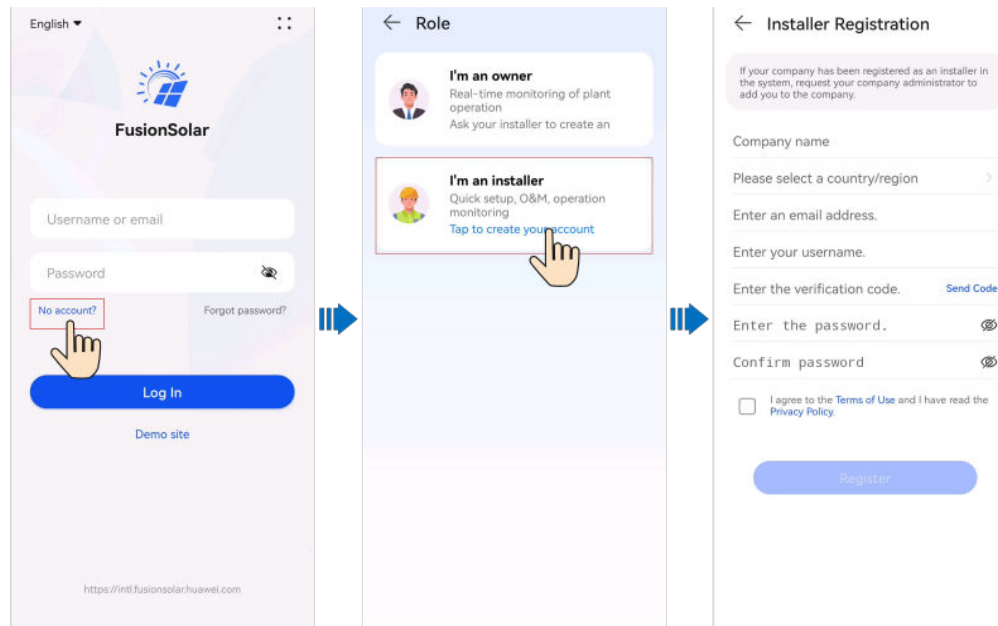 English
FusionSolar
Username or email
Password
No account?
Forgot password?
Log In
Demo site
https://intl.fusionsolar.huawei.com
Role
I'm an owner
Real-time monitoring of plant
operation
Ask your installer to create an
I'm an installer
Quick setup, O&M, operation
monitoring
Tap to create your account
Installer Registration
If your company has been registered as an installer in
the system, request your company administrator to
add you to the company.
Company name
Please select a country/region
Enter an email address.
Enter your username.
Enter the verification code.
Send Code
Enter the password.
Confirm password
I agree to the Terms of Use and I have read the
Privacy Policy.
Register